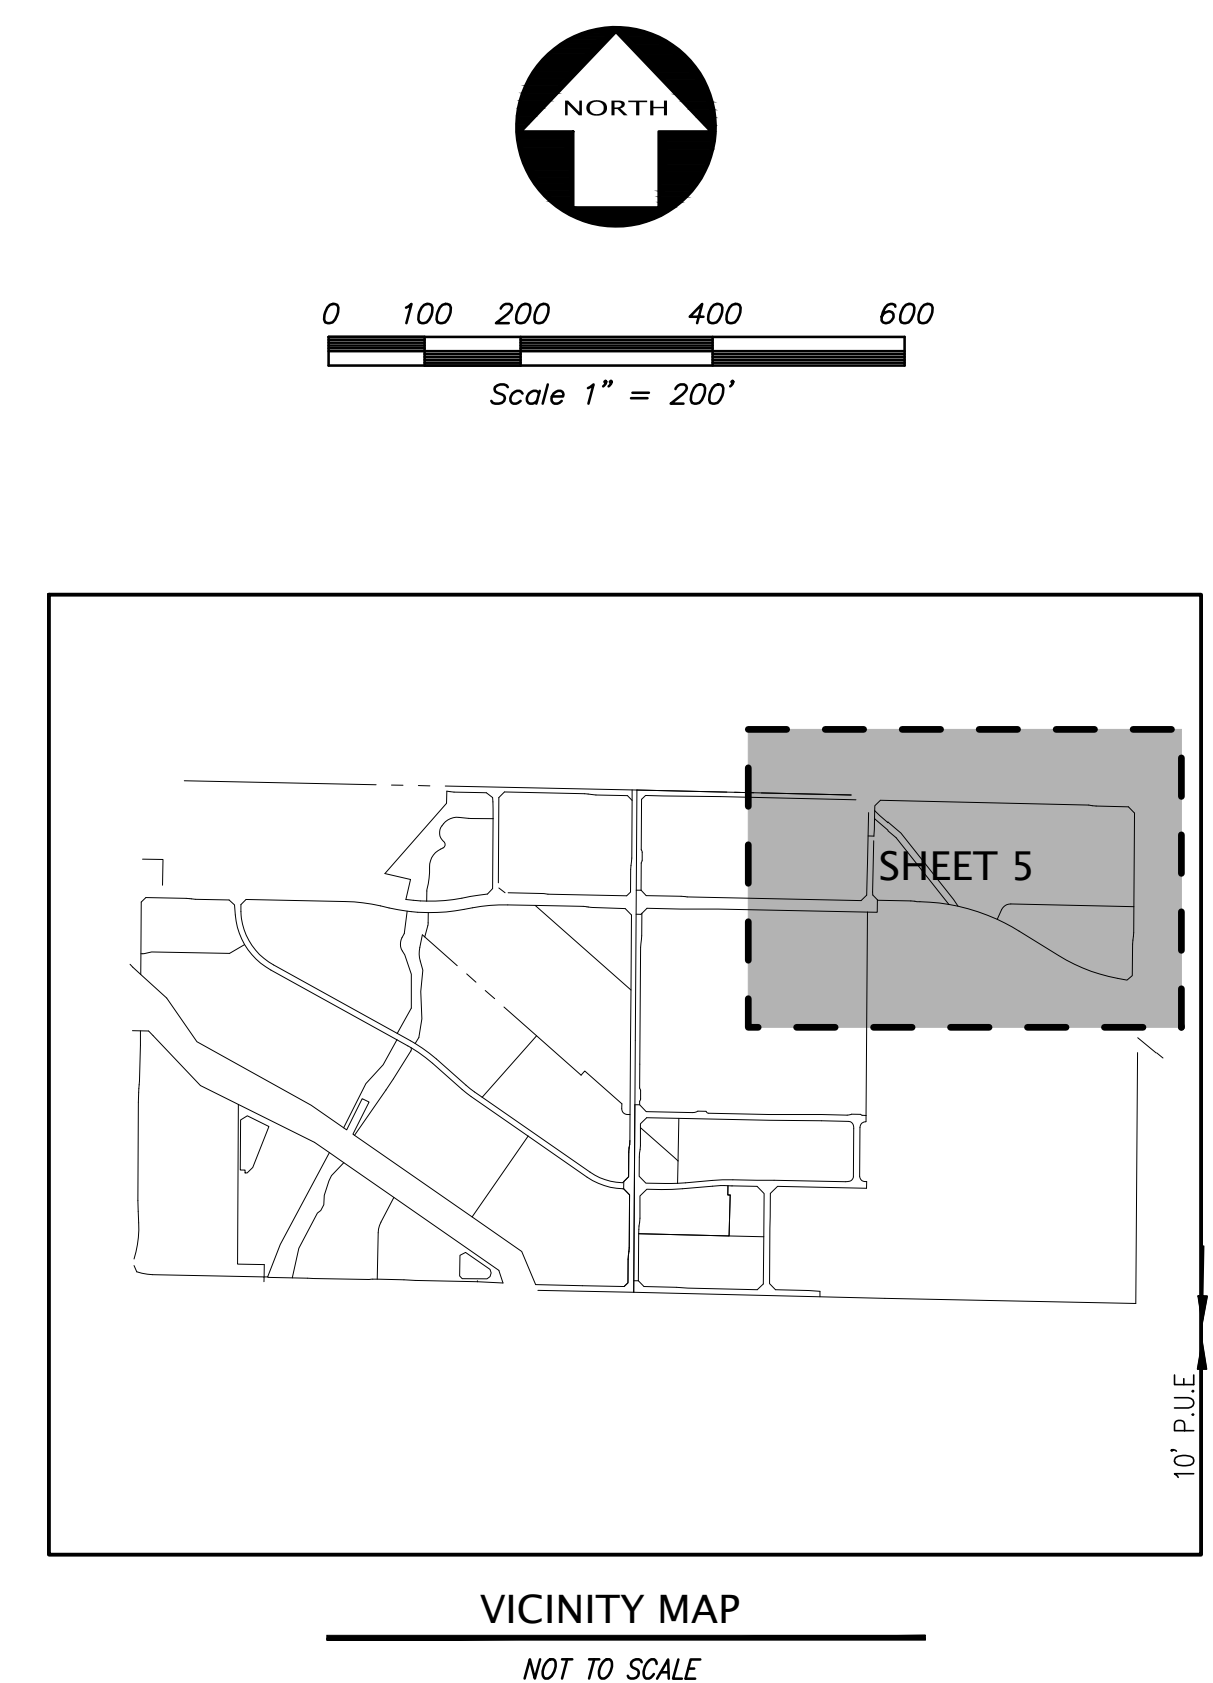 NORTH
0 100 200 400 600
Scale 1" = 200'
SHEET 5
10' P.U.E
VICINITY MAP
NOT TO SCALE